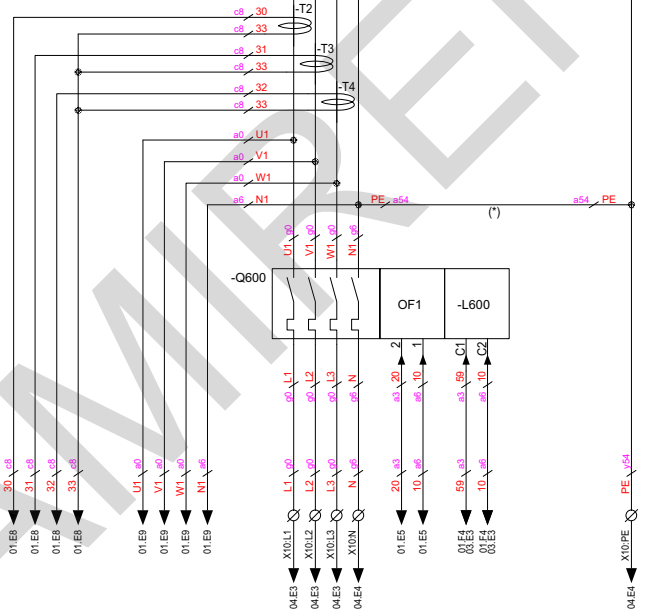 c8 30 -T2
c8 33
c8 31 -T3
c8 33
c8 32 -T4
c8 33
a0 U1
a0 V1
a0 W1
a6 N1 PE a54 (*) a54 PE
g0 g0 g0 g6
U1 V1 W1 N1
-Q600 OF1 -L600
2 1 C1 C2
L1 L2 L3 N 20 10 59 10
g0 g0 g0 g6 a3 a6 a3 a6
c8 c8 c8 c8 a0 a0 a0 a6 g0 g0 g0 g6 a3 a6 a3 a6 y54
30 31 32 33 U1 V1 W1 N1 L1 L2 L3 N 20 10 59 10 PE
01.E8 01.E8 01.E8 01.E8 01.E9 01.E9 01.E9 01.E9 X10:L1 X10:L2 X10:L3 X10:N 01.E5 01.E5 01.F4 01.F4 X10:PE
03.E3 03.E3
04.E3 04.E3 04.E3 04.E4 04.E4
AMIRE